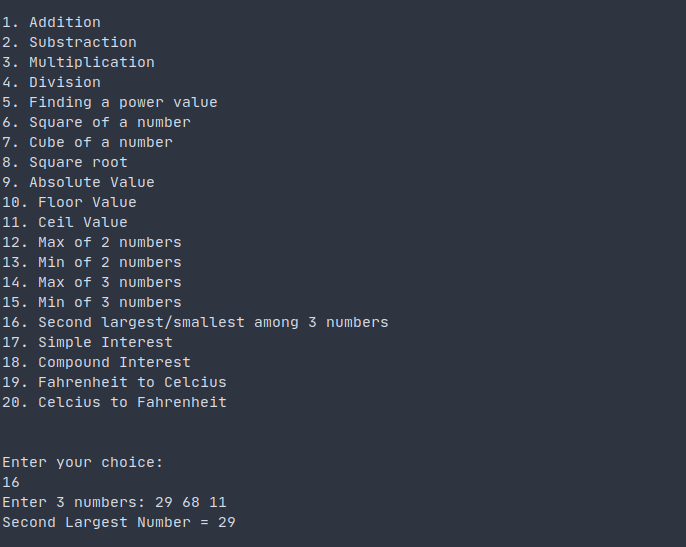 1. Addition
2. Substraction
3. Multiplication
4. Division
5. Finding a power value
6. Square of a number
7. Cube of a number
8. Square root
9. Absolute Value
10. Floor Value
11. Ceil Value
12. Max of 2 numbers
13. Min of 2 numbers
14. Max of 3 numbers
15. Min of 3 numbers
16. Second largest/smallest among 3 numbers
17. Simple Interest
18. Compound Interest
19. Fahrenheit to Celcius
20. Celcius to Fahrenheit
Enter your choice:
16
Enter 3 numbers: 29 68 11
Second Largest Number = 29